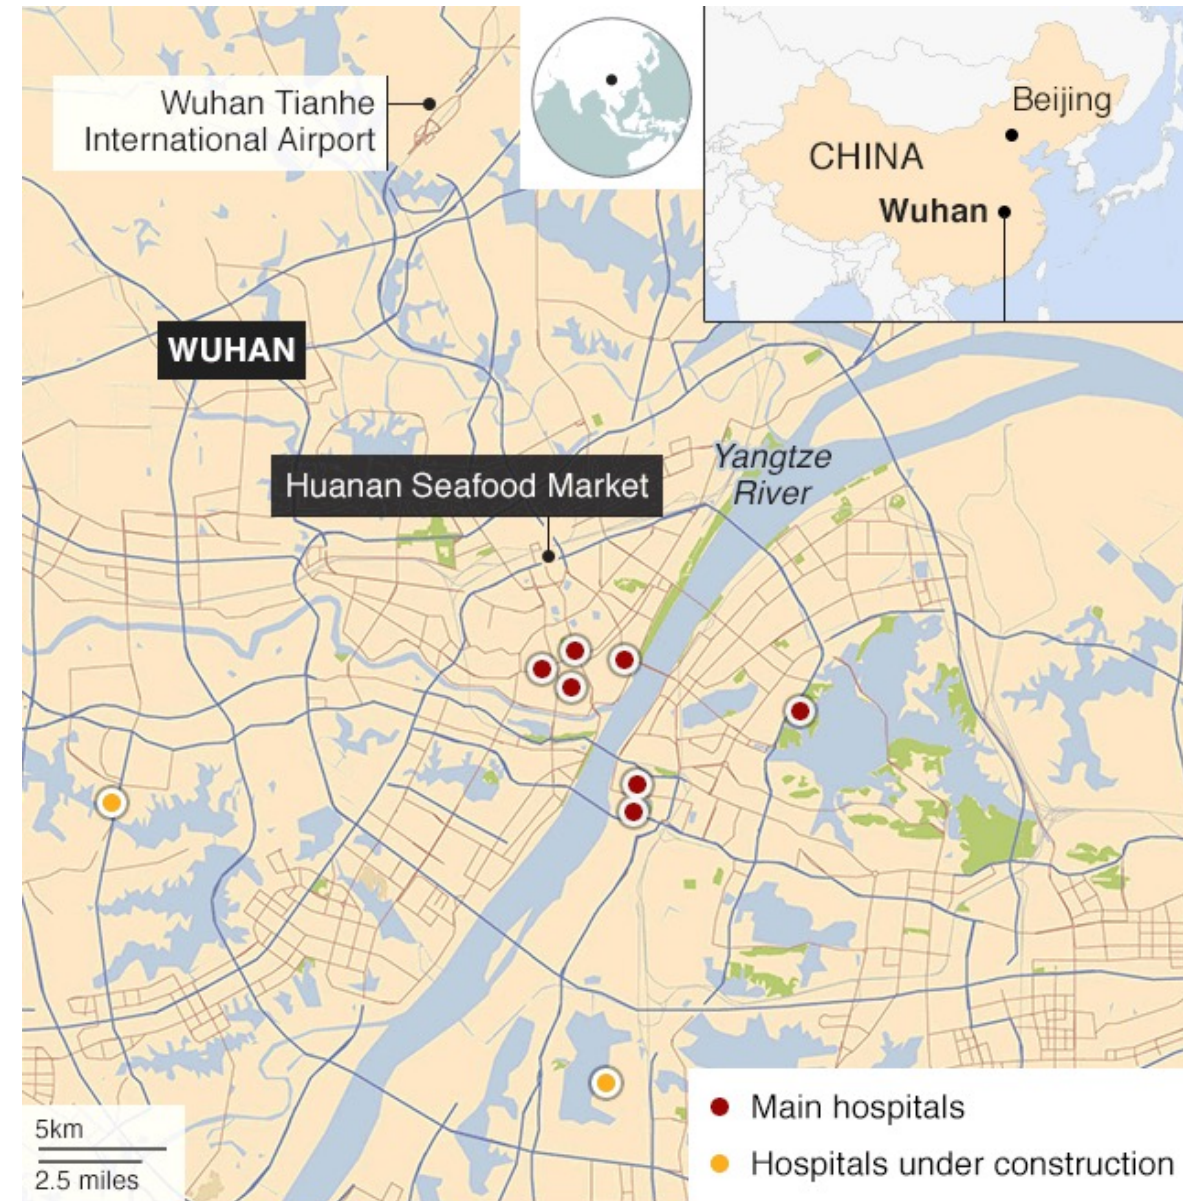 Wuhan Tianhe
International Airport
Beijing
CHINA
Wuhan
WUHAN
Huanan Seafood Market
Yangtze
River
5km
2.5 miles
Main hospitals
Hospitals under construction